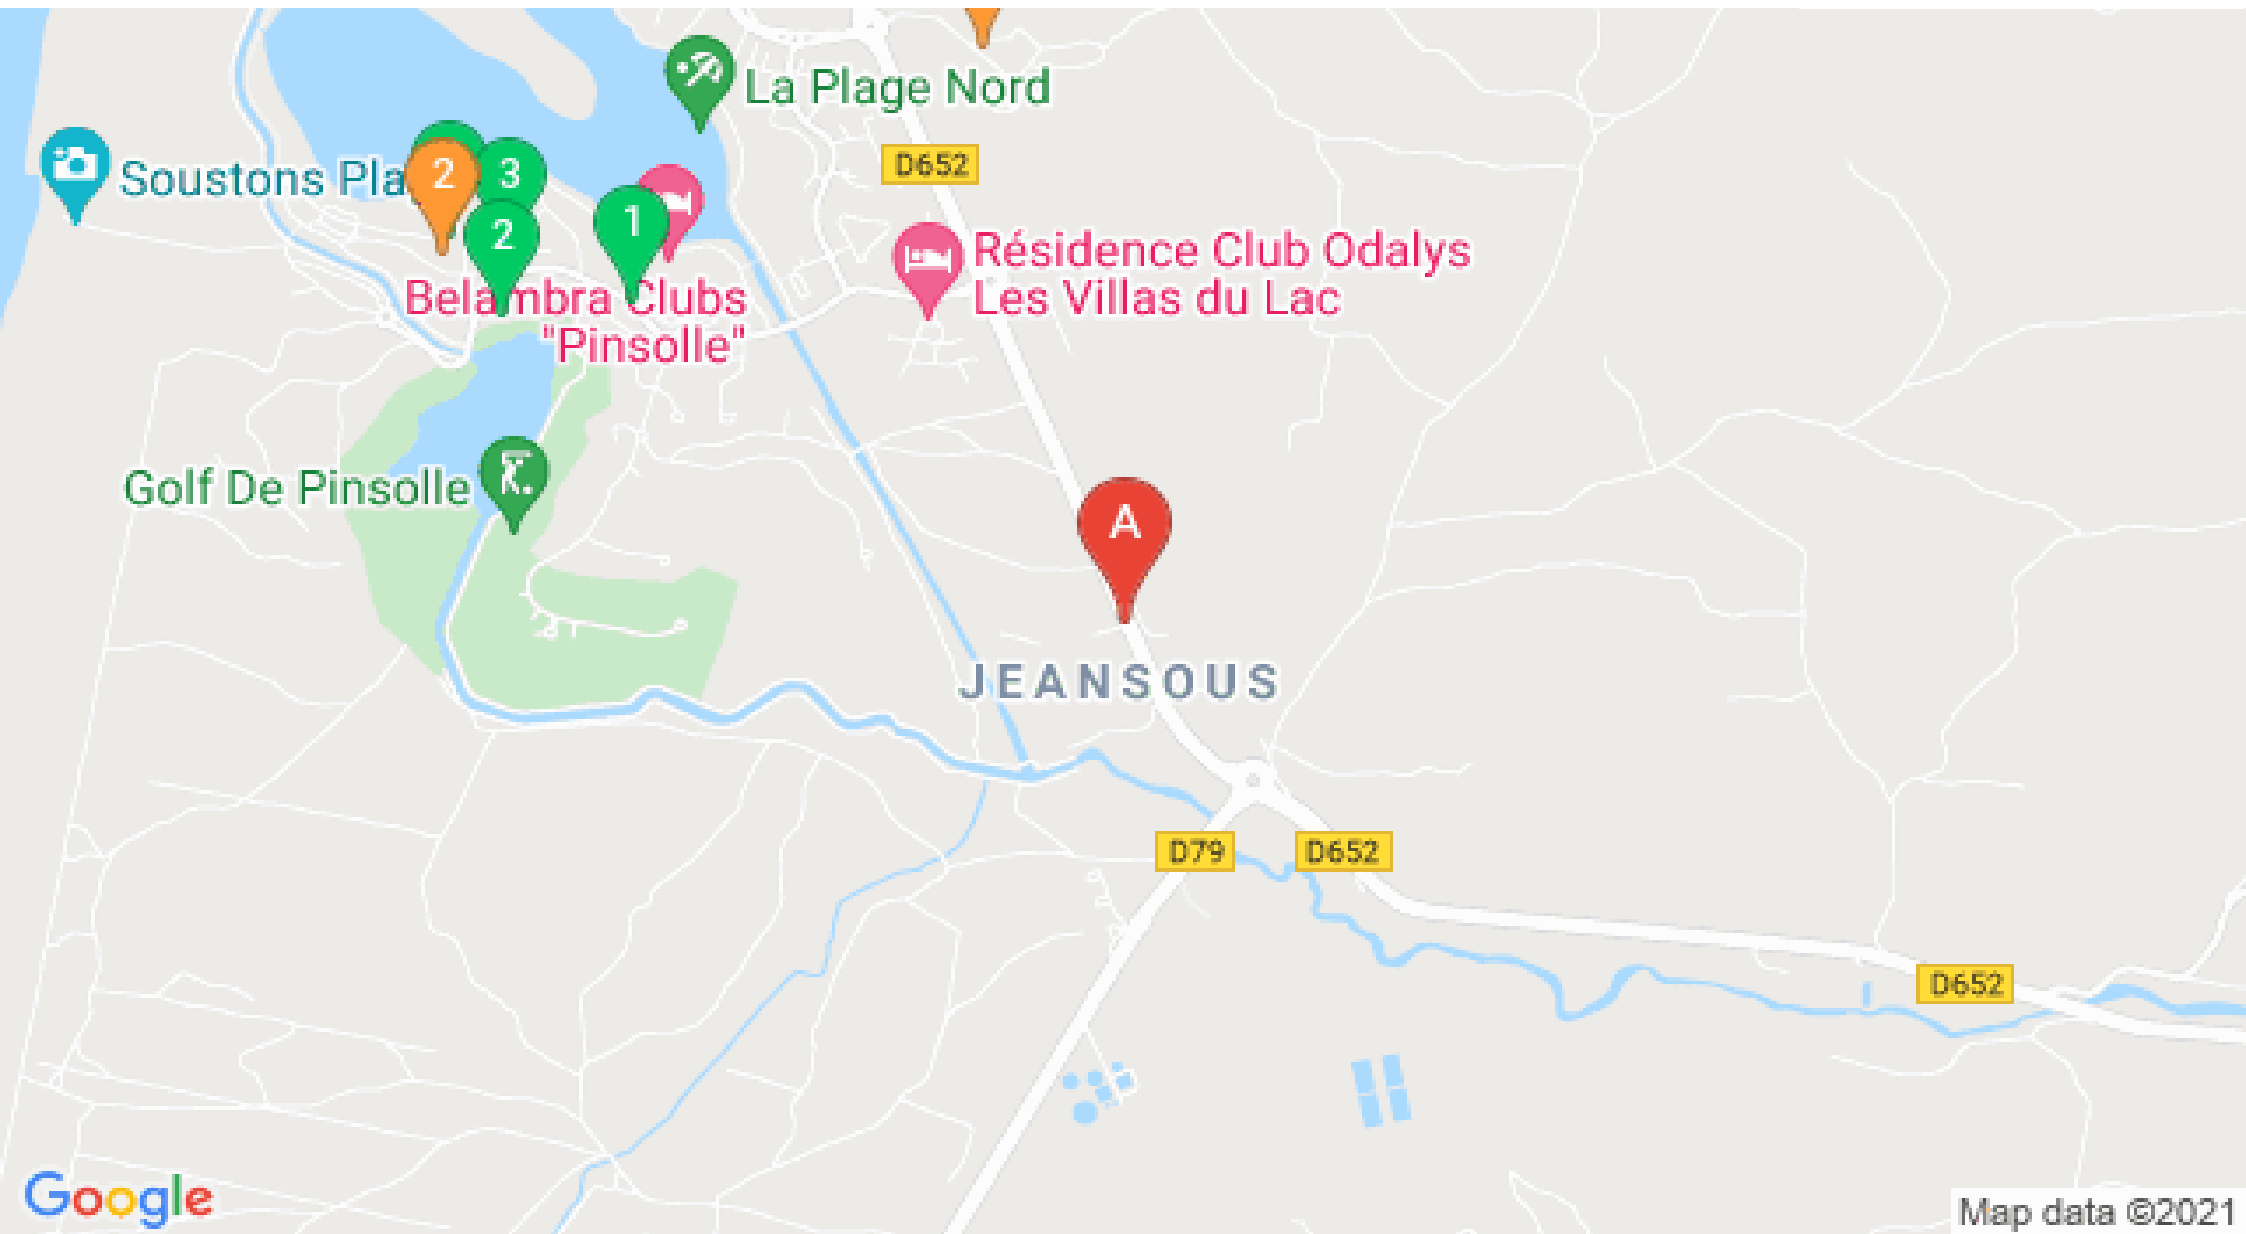 La Plage Nord
D652
Soustons Pla
2
3
2
1
Résidence Club Odalys
Les Villas du Lac
Belambra Clubs
"Pinsolle"
Golf De Pinsolle
A
JEANSOUS
D79
D652
D652
Google
Map data ©2021